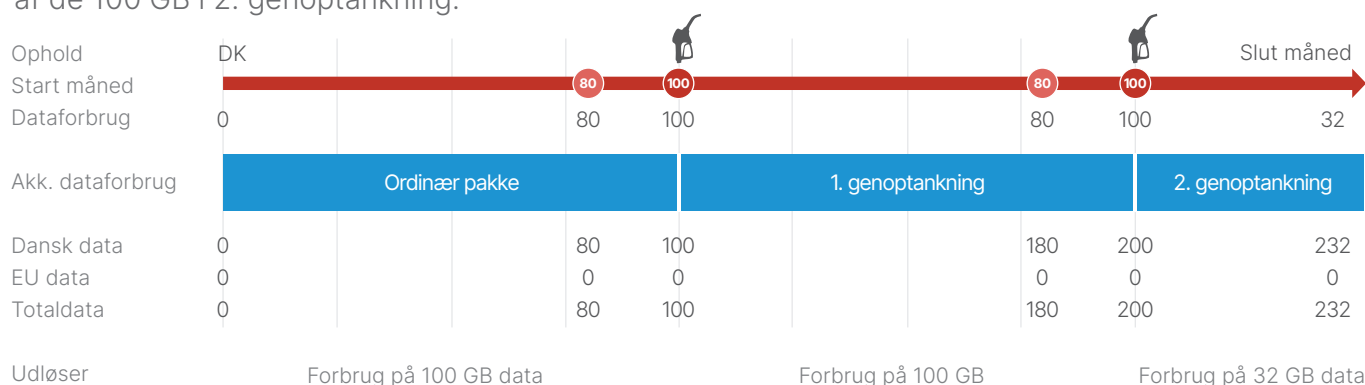 af de 100 GB i 2. genoptankning.
Ophold DK Slut måned
Start måned 80 100 80 100
Dataforbrug 0 80 100 80 100 32
Akk. dataforbrug Ordinær pakke 1. genoptankning 2. genoptankning
Dansk data 0 80 100 180 200 232
EU data 0 0 0 0 0 0
Totaldata 0 80 100 180 200 232
Udløser Forbrug på 100 GB data Forbrug på 100 GB Forbrug på 32 GB data